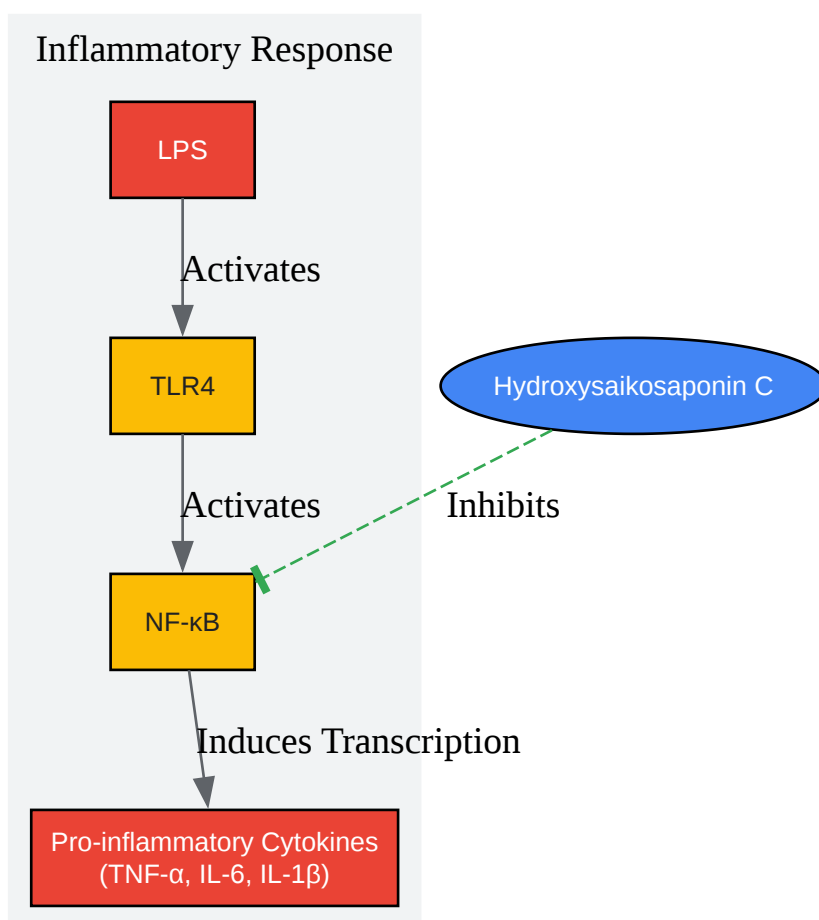 Inflammatory Response
LPS
Activates
TLR4
Hydroxysaikosaponin C
Activates
Inhibits
NF-κB
Induces Transcription
Pro-inflammatory Cytokines
(TNF-α, IL-6, IL-1β)